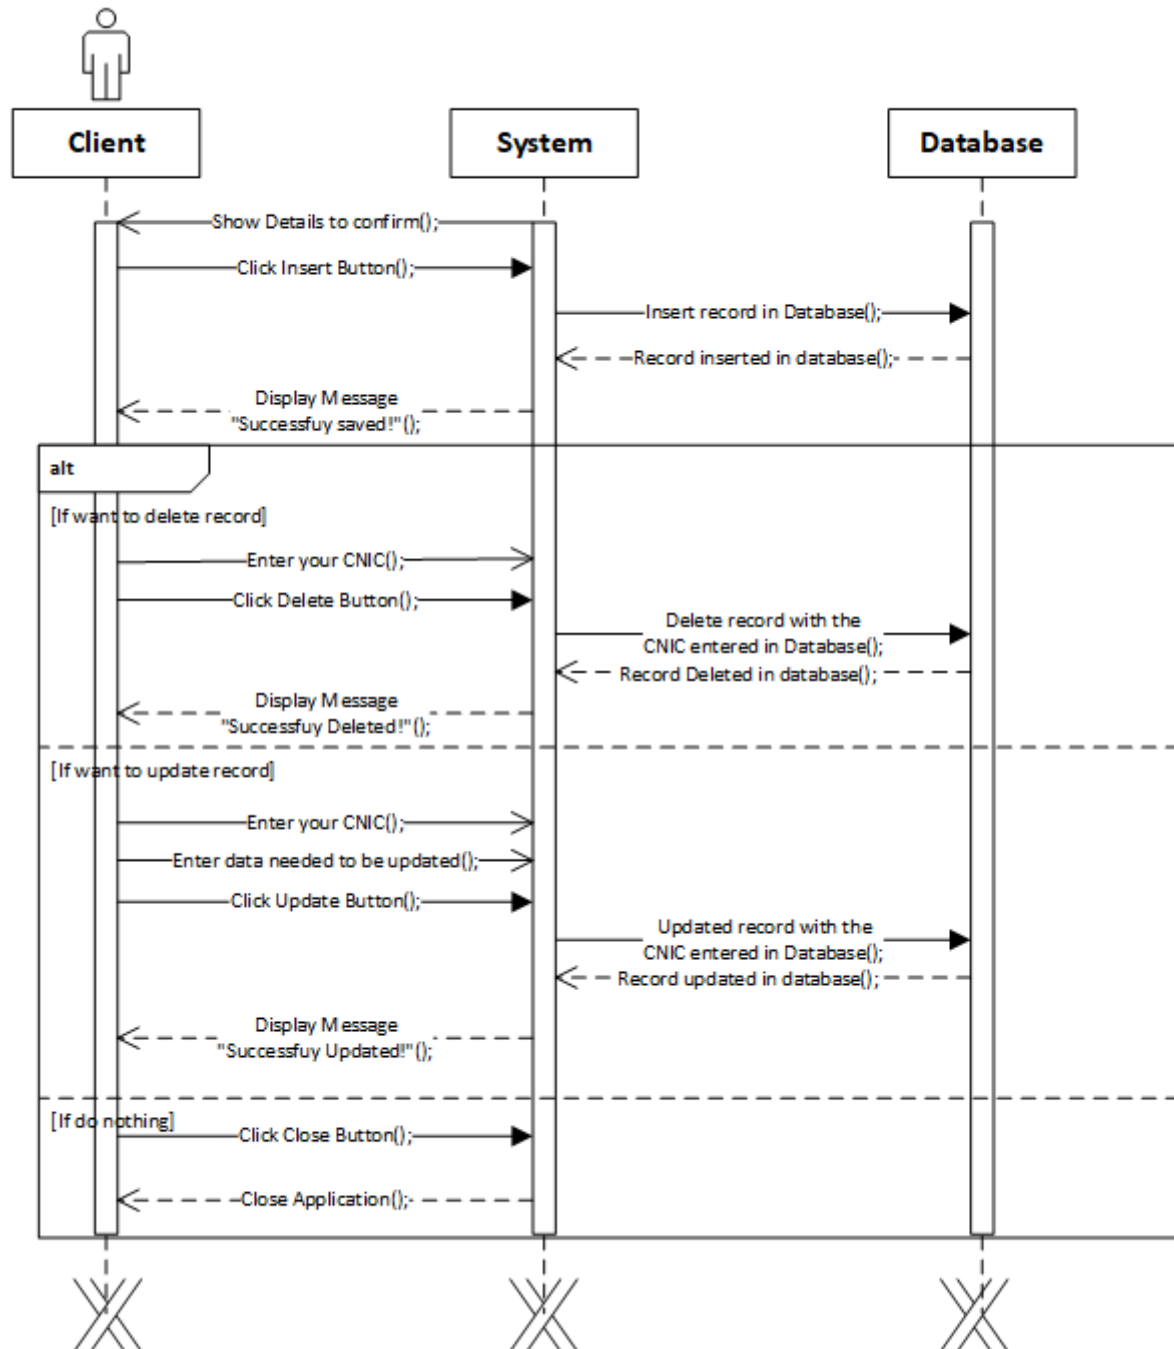 Client
System
Database
Show Details to confirm();
Click Insert Button();
Insert record in Database();
Record inserted in database();
Display Message
"Successfuy saved!"();
alt
[If want to delete record]
Enter your CNIC();
Click Delete Button();
Delete record with the
CNIC entered in Database();
Record Deleted in database();
Display Message
"Successfuy Deleted!"();
[If want to update record]
Enter your CNIC();
Enter data needed to be updated();
Click Update Button();
Updated record with the
CNIC entered in Database();
Record updated in database();
Display Message
"Successfuy Updated!"();
[If do nothing]
Click Close Button();
Close Application();